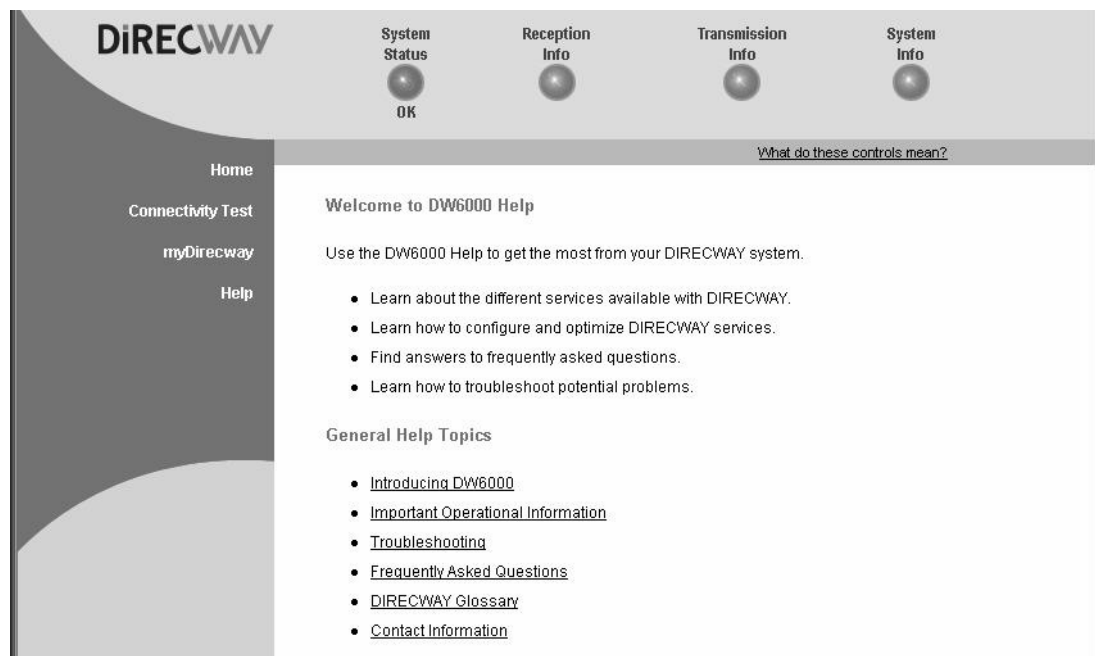 DiRECWAY
System
Status
OK
Reception
Info
Transmission
Info
System
Info
What do these controls mean?
Home
Connectivity Test
myDirecway
Help
Welcome to DW6000 Help
Use the DW6000 Help to get the most from your DIRECWAY system.
• Learn about the different services available with DIRECWAY.
• Learn how to configure and optimize DIRECWAY services.
• Find answers to frequently asked questions.
• Learn how to troubleshoot potential problems.
General Help Topics
• Introducing DW6000
• Important Operational Information
• Troubleshooting
• Frequently Asked Questions
• DIRECWAY Glossary
• Contact Information